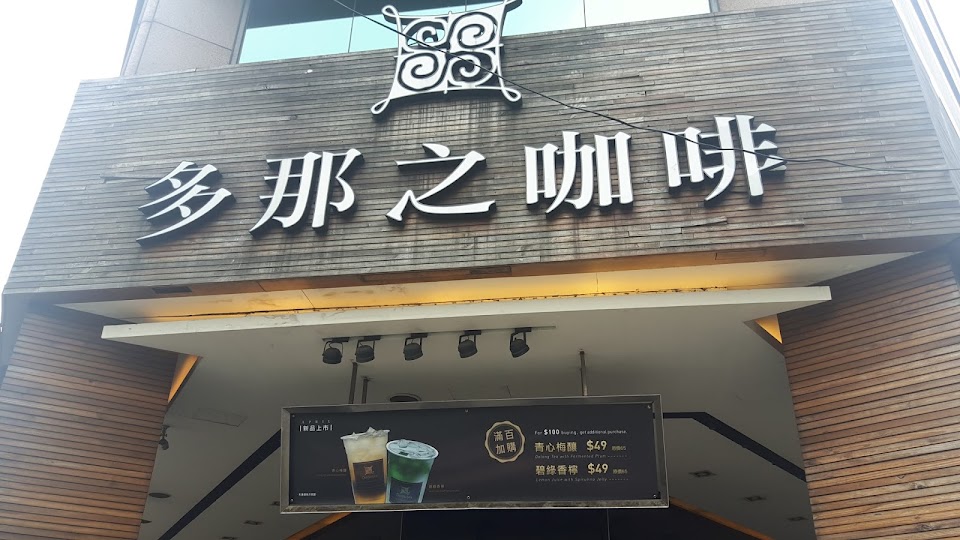 多那之咖啡
新品上市
滿百
加購
For $100 buying, get additional purchase.
青心梅釀 $49
Oolong Tea with Fermented Plum
碧綠香檸 $49
Lemon Juice with Spirulina Jelly